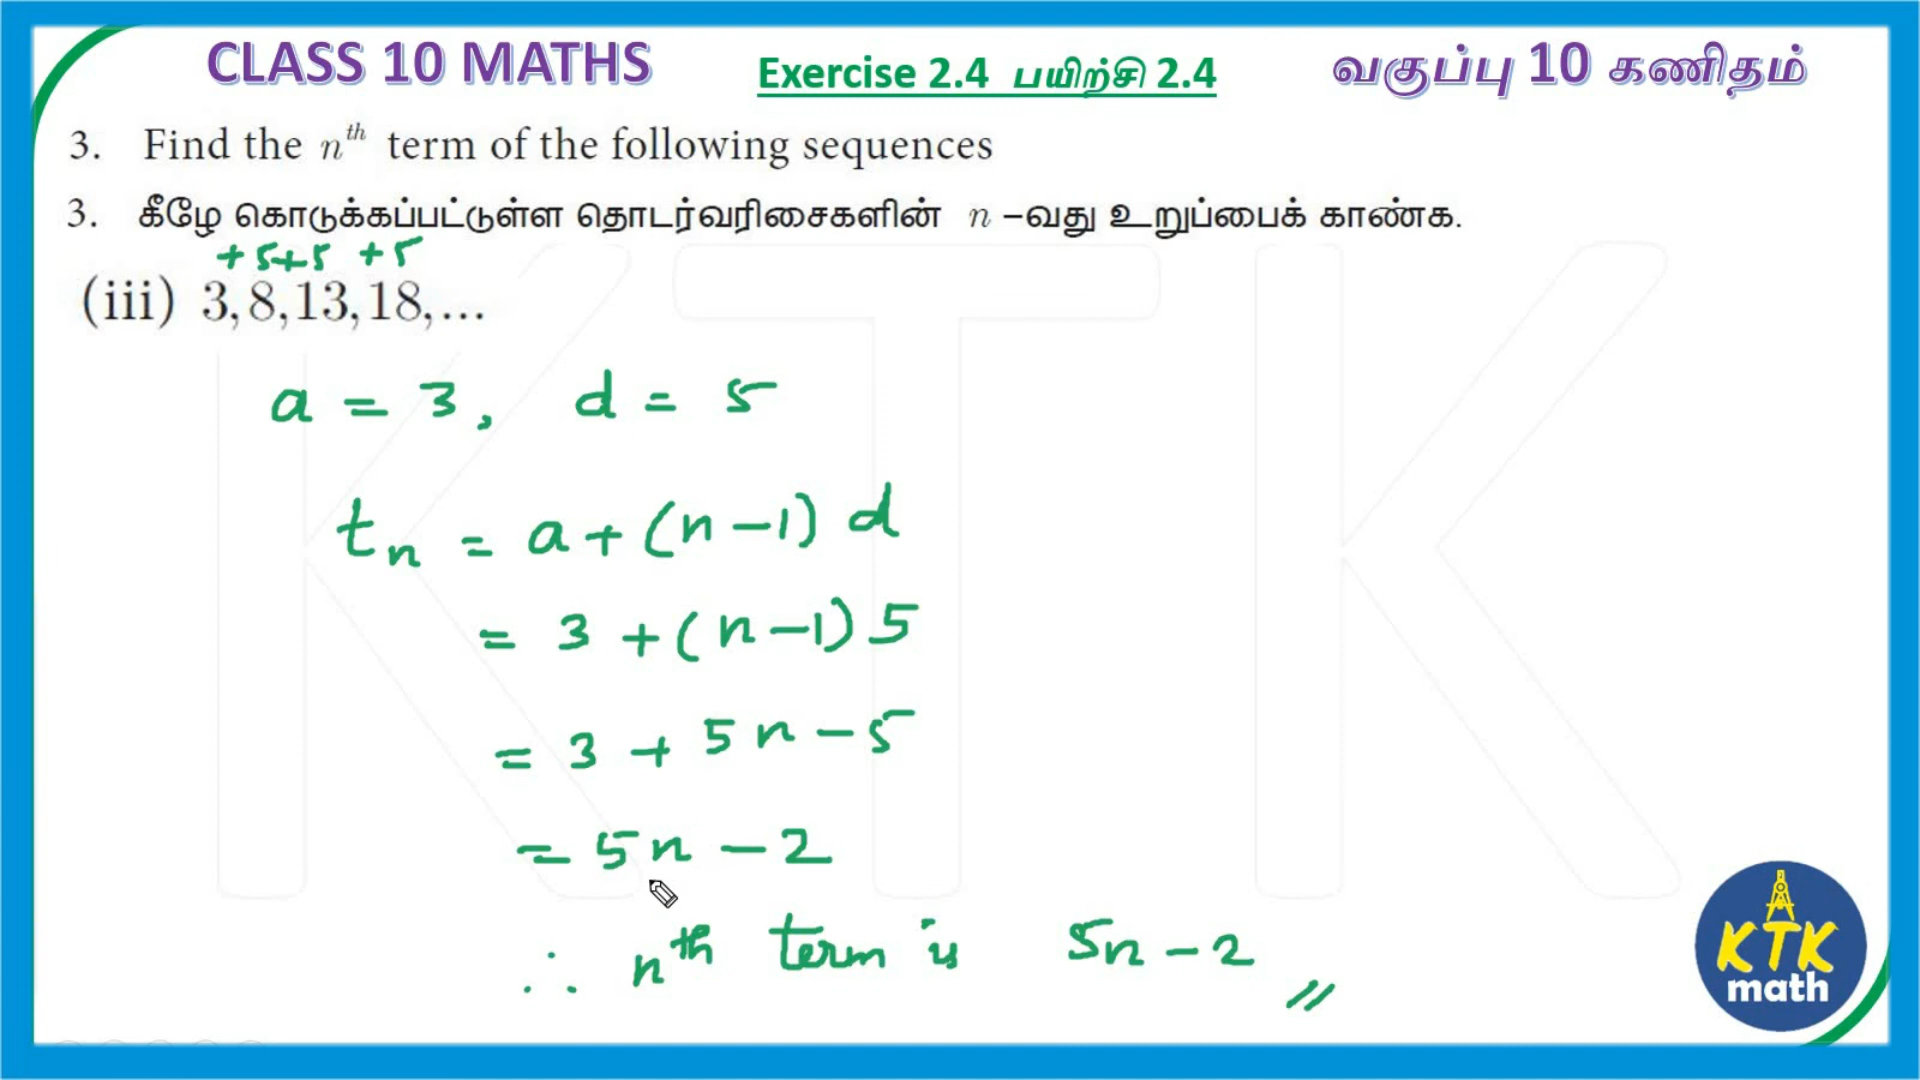 CLASS 10 MATHS
Exercise 2.4 பயிற்சி 2.4
வகுப்பு 10 கணிதம்
3. Find the nth term of the following sequences
3. கீழே கொடுக்கப்பட்டுள்ள தொடர்வரிசைகளின் n –வது உறுப்பைக் காண்க.
+5 +5 +5
(iii) 3, 8, 13, 18, ...
a = 3, d = 5
tn = a + (n - 1) d
= 3 + (n - 1) 5
= 3 + 5n - 5
= 5n - 2
∴ nth term is 5n - 2 //
KTK
math